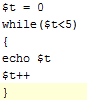 $t = 0
while($t<5)
{
echo $t
$t++
}